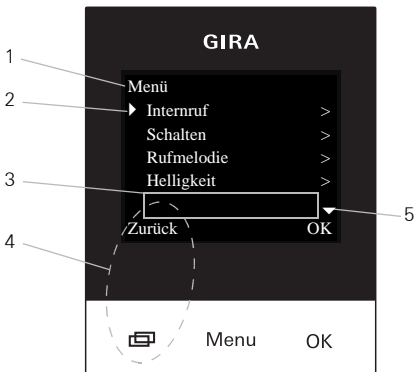 GIRA
1
Menü
2
Internruf >
Schalten >
Rufmelodie >
3
Helligkeit >
5
Zurück OK
4
Menu OK